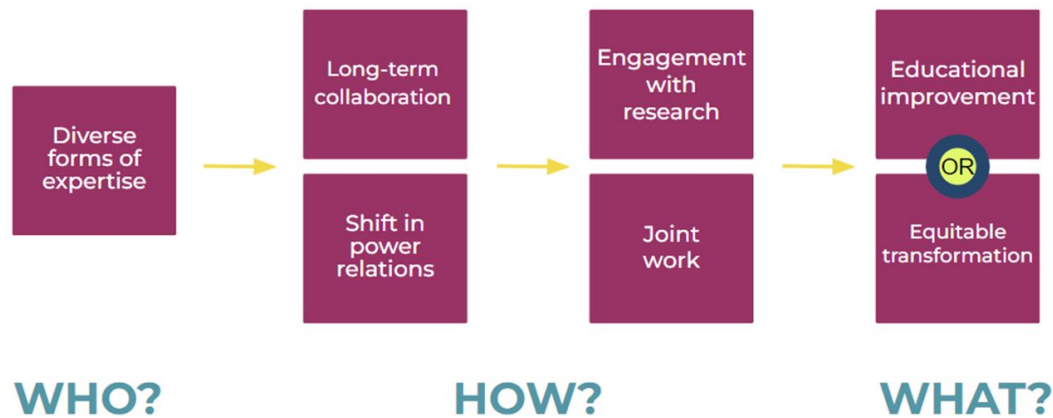 Diverse
forms of
expertise
Long-term
collaboration
Shift in
power
relations
Engagement
with
research
Joint
work
Educational
improvement
OR
Equitable
transformation
WHO?
HOW?
WHAT?